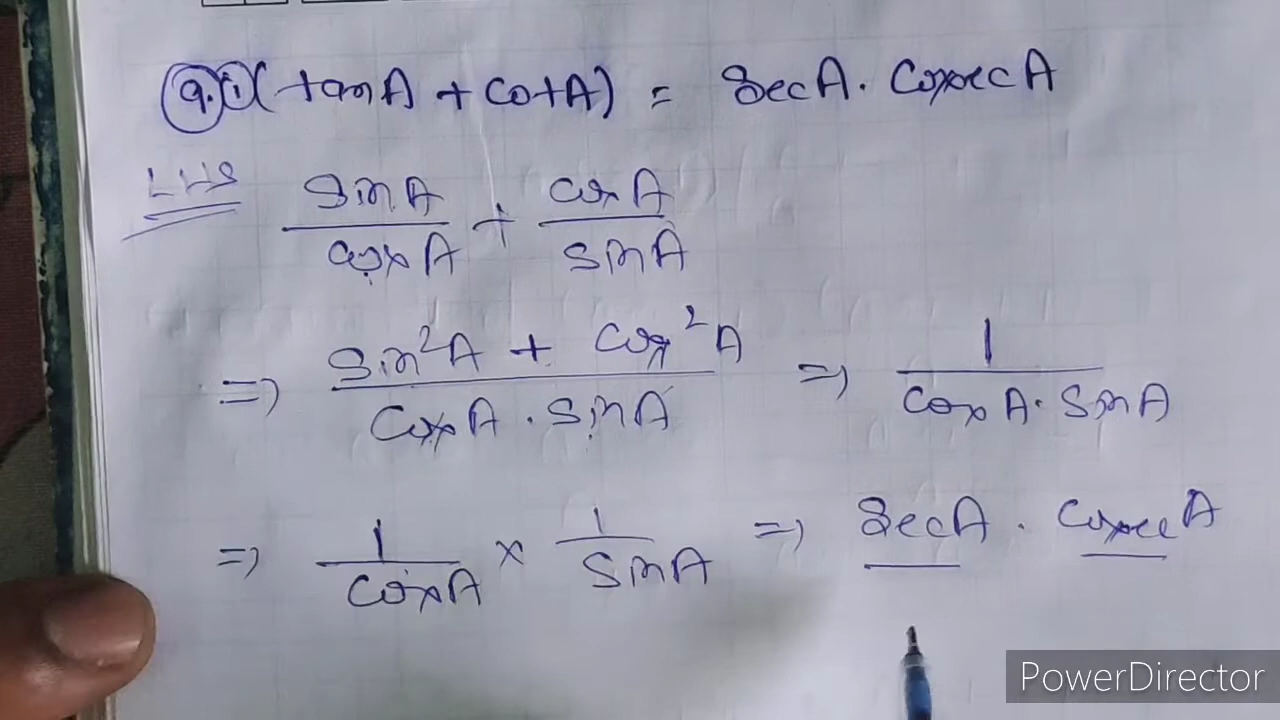 9.(i) (tanA + cotA) = SecA . CosecA
LHS sinA/cosA + cosA/sinA
=> (Sin²A + Cos²A)/(CosA . SinA) => 1/(CosA . SinA)
=> 1/CosA × 1/SinA => SecA . CosecA
PowerDirector